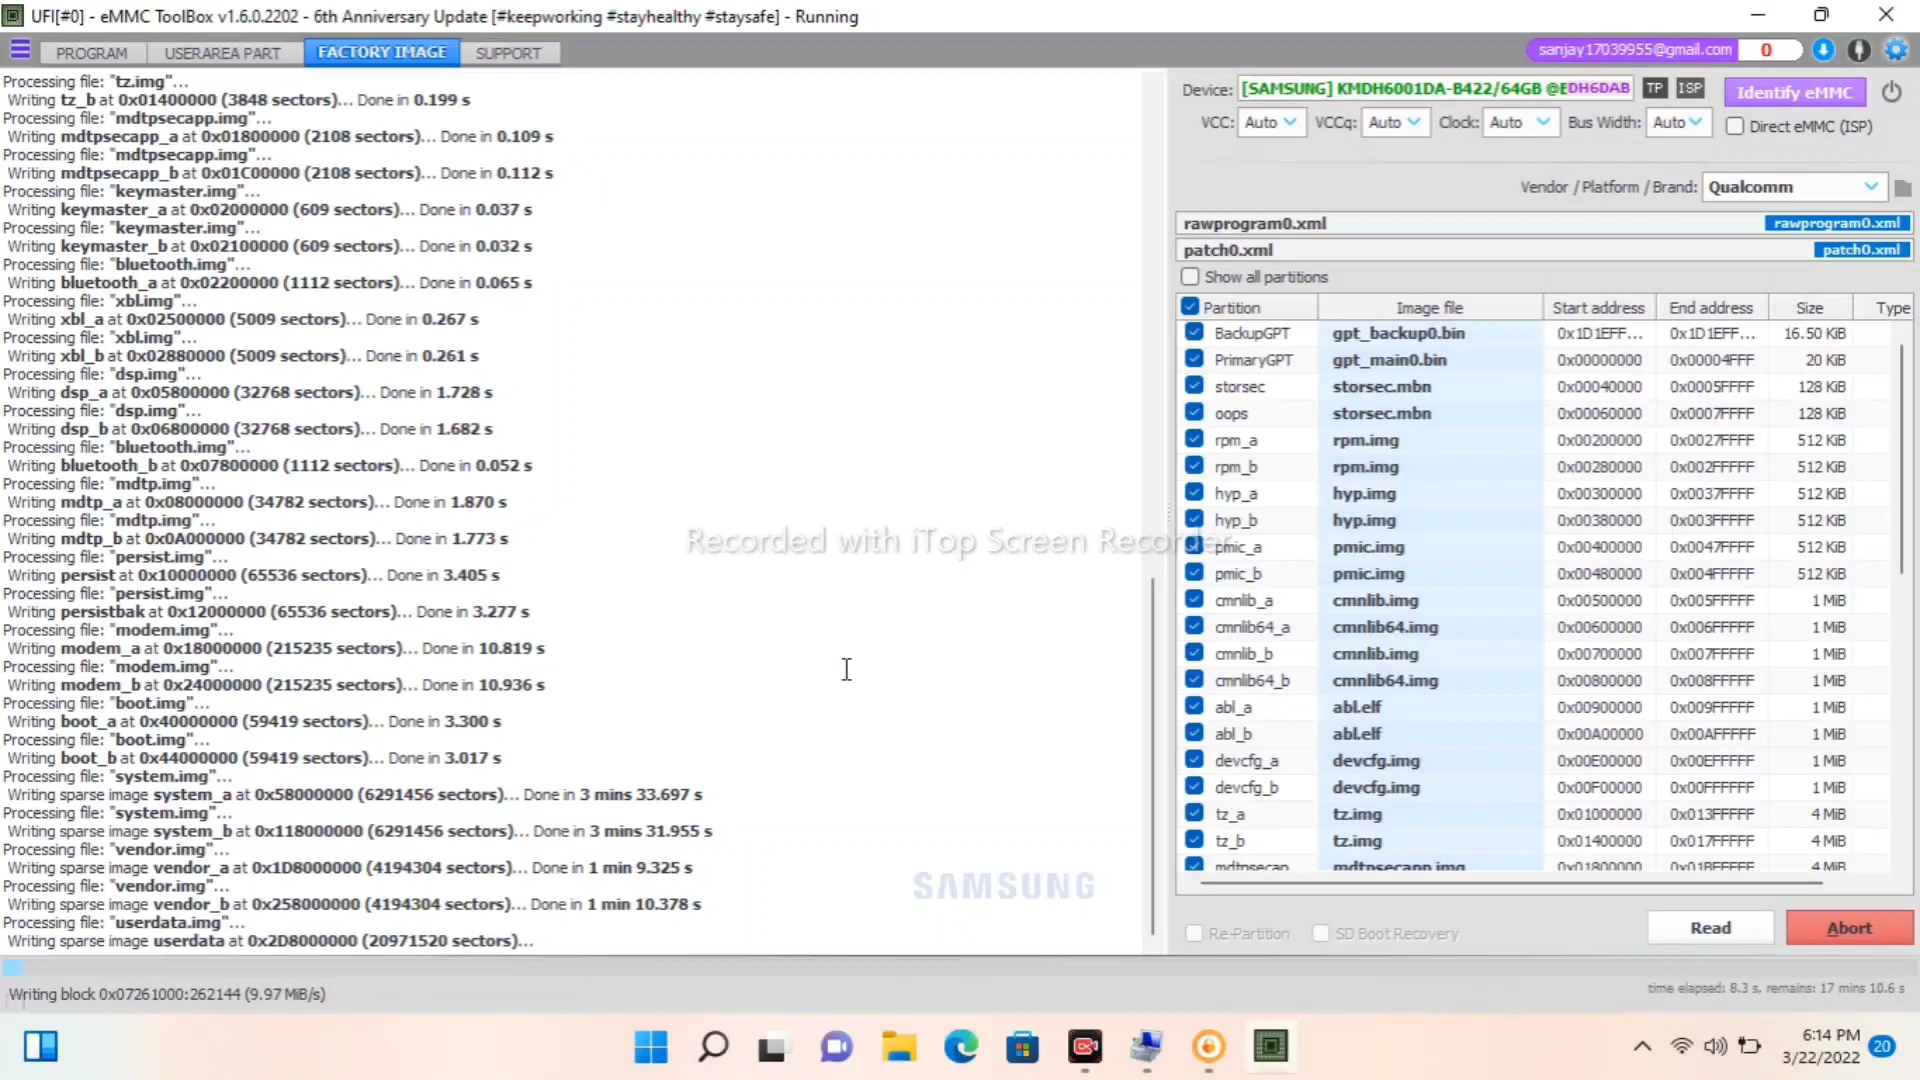 UFI[#0] - eMMC ToolBox v1.6.0.2202 - 6th Anniversary Update [#keepworking #stayhealthy #staysafe] - Running
PROGRAM USERAREA PART FACTORY IMAGE SUPPORT
sanjay17039955@gmail.com 0
Processing file: "tz.img"...
Writing tz_b at 0x01400000 (3848 sectors)... Done in 0.199 s
Processing file: "mdtpsecapp.img"...
Writing mdtpsecapp_a at 0x01800000 (2108 sectors)... Done in 0.109 s
Processing file: "mdtpsecapp.img"...
Writing mdtpsecapp_b at 0x01C00000 (2108 sectors)... Done in 0.112 s
Processing file: "keymaster.img"...
Writing keymaster_a at 0x02000000 (609 sectors)... Done in 0.037 s
Processing file: "keymaster.img"...
Writing keymaster_b at 0x02100000 (609 sectors)... Done in 0.032 s
Processing file: "bluetooth.img"...
Writing bluetooth_a at 0x02200000 (1112 sectors)... Done in 0.065 s
Processing file: "xbl.img"...
Writing xbl_a at 0x02500000 (5009 sectors)... Done in 0.267 s
Processing file: "xbl.img"...
Writing xbl_b at 0x02880000 (5009 sectors)... Done in 0.261 s
Processing file: "dsp.img"...
Writing dsp_a at 0x05800000 (32768 sectors)... Done in 1.728 s
Processing file: "dsp.img"...
Writing dsp_b at 0x06800000 (32768 sectors)... Done in 1.682 s
Processing file: "bluetooth.img"...
Writing bluetooth_b at 0x07800000 (1112 sectors)... Done in 0.052 s
Processing file: "mdtp.img"...
Writing mdtp_a at 0x08000000 (34782 sectors)... Done in 1.870 s
Processing file: "mdtp.img"...
Writing mdtp_b at 0x0A000000 (34782 sectors)... Done in 1.773 s
Processing file: "persist.img"...
Writing persist at 0x10000000 (65536 sectors)... Done in 3.405 s
Processing file: "persist.img"...
Writing persistbak at 0x12000000 (65536 sectors)... Done in 3.277 s
Processing file: "modem.img"...
Writing modem_a at 0x18000000 (215235 sectors)... Done in 10.819 s
Processing file: "modem.img"...
Writing modem_b at 0x24000000 (215235 sectors)... Done in 10.936 s
Processing file: "boot.img"...
Writing boot_a at 0x40000000 (59419 sectors)... Done in 3.300 s
Processing file: "boot.img"...
Writing boot_b at 0x44000000 (59419 sectors)... Done in 3.017 s
Processing file: "system.img"...
Writing sparse image system_a at 0x58000000 (6291456 sectors)... Done in 3 mins 33.697 s
Processing file: "system.img"...
Writing sparse image system_b at 0x118000000 (6291456 sectors)... Done in 3 mins 31.955 s
Processing file: "vendor.img"...
Writing sparse image vendor_a at 0x1D8000000 (4194304 sectors)... Done in 1 min 9.325 s
Processing file: "vendor.img"...
Writing sparse image vendor_b at 0x258000000 (4194304 sectors)... Done in 1 min 10.378 s
Processing file: "userdata.img"...
Writing sparse image userdata at 0x2D8000000 (20971520 sectors)...
SAMSUNG
Recorded with iTop Screen Recorder
Device: [SAMSUNG] KMDH6001DA-B422/64GB @EDH6DAB TP ISP Identify eMMC
VCC: Auto VCCq: Auto Clock: Auto Bus Width: Auto Direct eMMC (ISP)
Vendor / Platform / Brand: Qualcomm
rawprogram0.xml rawprogram0.xml
patch0.xml patch0.xml
Show all partitions
Partition Image file Start address End address Size Type
BackupGPT gpt_backup0.bin 0x1D1EFF... 0x1D1EFF... 16.50 KiB
PrimaryGPT gpt_main0.bin 0x00000000 0x00004FFF 20 KiB
storsec storsec.mbn 0x00040000 0x0005FFFF 128 KiB
oops storsec.mbn 0x00060000 0x0007FFFF 128 KiB
rpm_a rpm.img 0x00200000 0x0027FFFF 512 KiB
rpm_b rpm.img 0x00280000 0x002FFFFF 512 KiB
hyp_a hyp.img 0x00300000 0x0037FFFF 512 KiB
hyp_b hyp.img 0x00380000 0x003FFFFF 512 KiB
pmic_a pmic.img 0x00400000 0x0047FFFF 512 KiB
pmic_b pmic.img 0x00480000 0x004FFFFF 512 KiB
cmnlib_a cmnlib.img 0x00500000 0x005FFFFF 1 MiB
cmnlib64_a cmnlib64.img 0x00600000 0x006FFFFF 1 MiB
cmnlib_b cmnlib.img 0x00700000 0x007FFFFF 1 MiB
cmnlib64_b cmnlib64.img 0x00800000 0x008FFFFF 1 MiB
abl_a abl.elf 0x00900000 0x009FFFFF 1 MiB
abl_b abl.elf 0x00A00000 0x00AFFFFF 1 MiB
devcfg_a devcfg.img 0x00E00000 0x00EFFFFF 1 MiB
devcfg_b devcfg.img 0x00F00000 0x00FFFFFF 1 MiB
tz_a tz.img 0x01000000 0x013FFFFF 4 MiB
tz_b tz.img 0x01400000 0x017FFFFF 4 MiB
mdtpsecap mdtpsecapp.img 0x01800000 0x01BFFFFF 4 MiB
Re-Partition SD Boot Recovery Read Abort
Writing block 0x07261000:262144 (9.97 MiB/s)
time elapsed: 8.3 s, remains: 17 mins 10.6 s
6:14 PM
3/22/2022 20